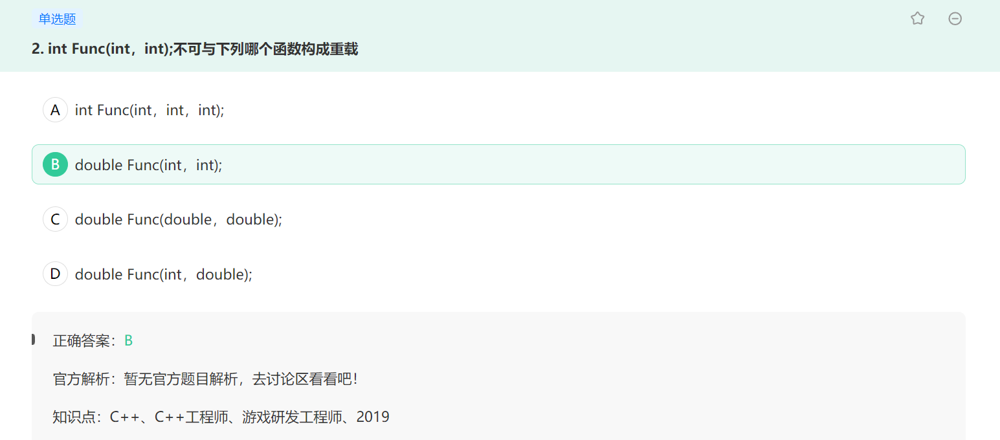 单选题
2. int Func(int，int);不可与下列哪个函数构成重载
A int Func(int，int，int);
B double Func(int，int);
C double Func(double，double);
D double Func(int，double);
正确答案：B
官方解析：暂无官方题目解析，去讨论区看看吧！
知识点：C++、C++工程师、游戏研发工程师、2019